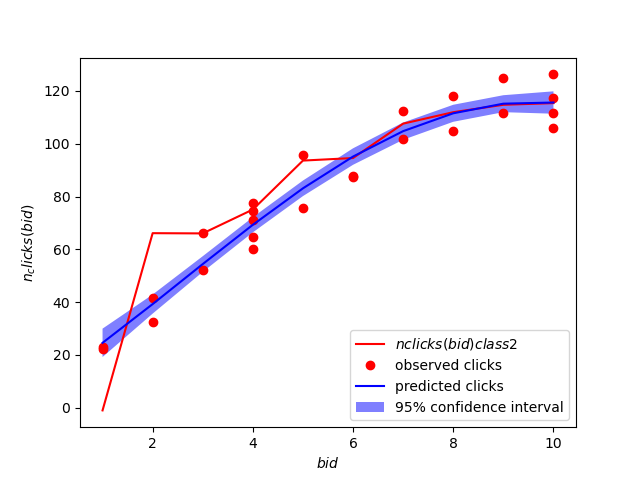 120
100
80
60
40
20
0
n_clicks(bid)
nclicks(bid)class2
observed clicks
predicted clicks
95% confidence interval
2
4
6
8
10
bid